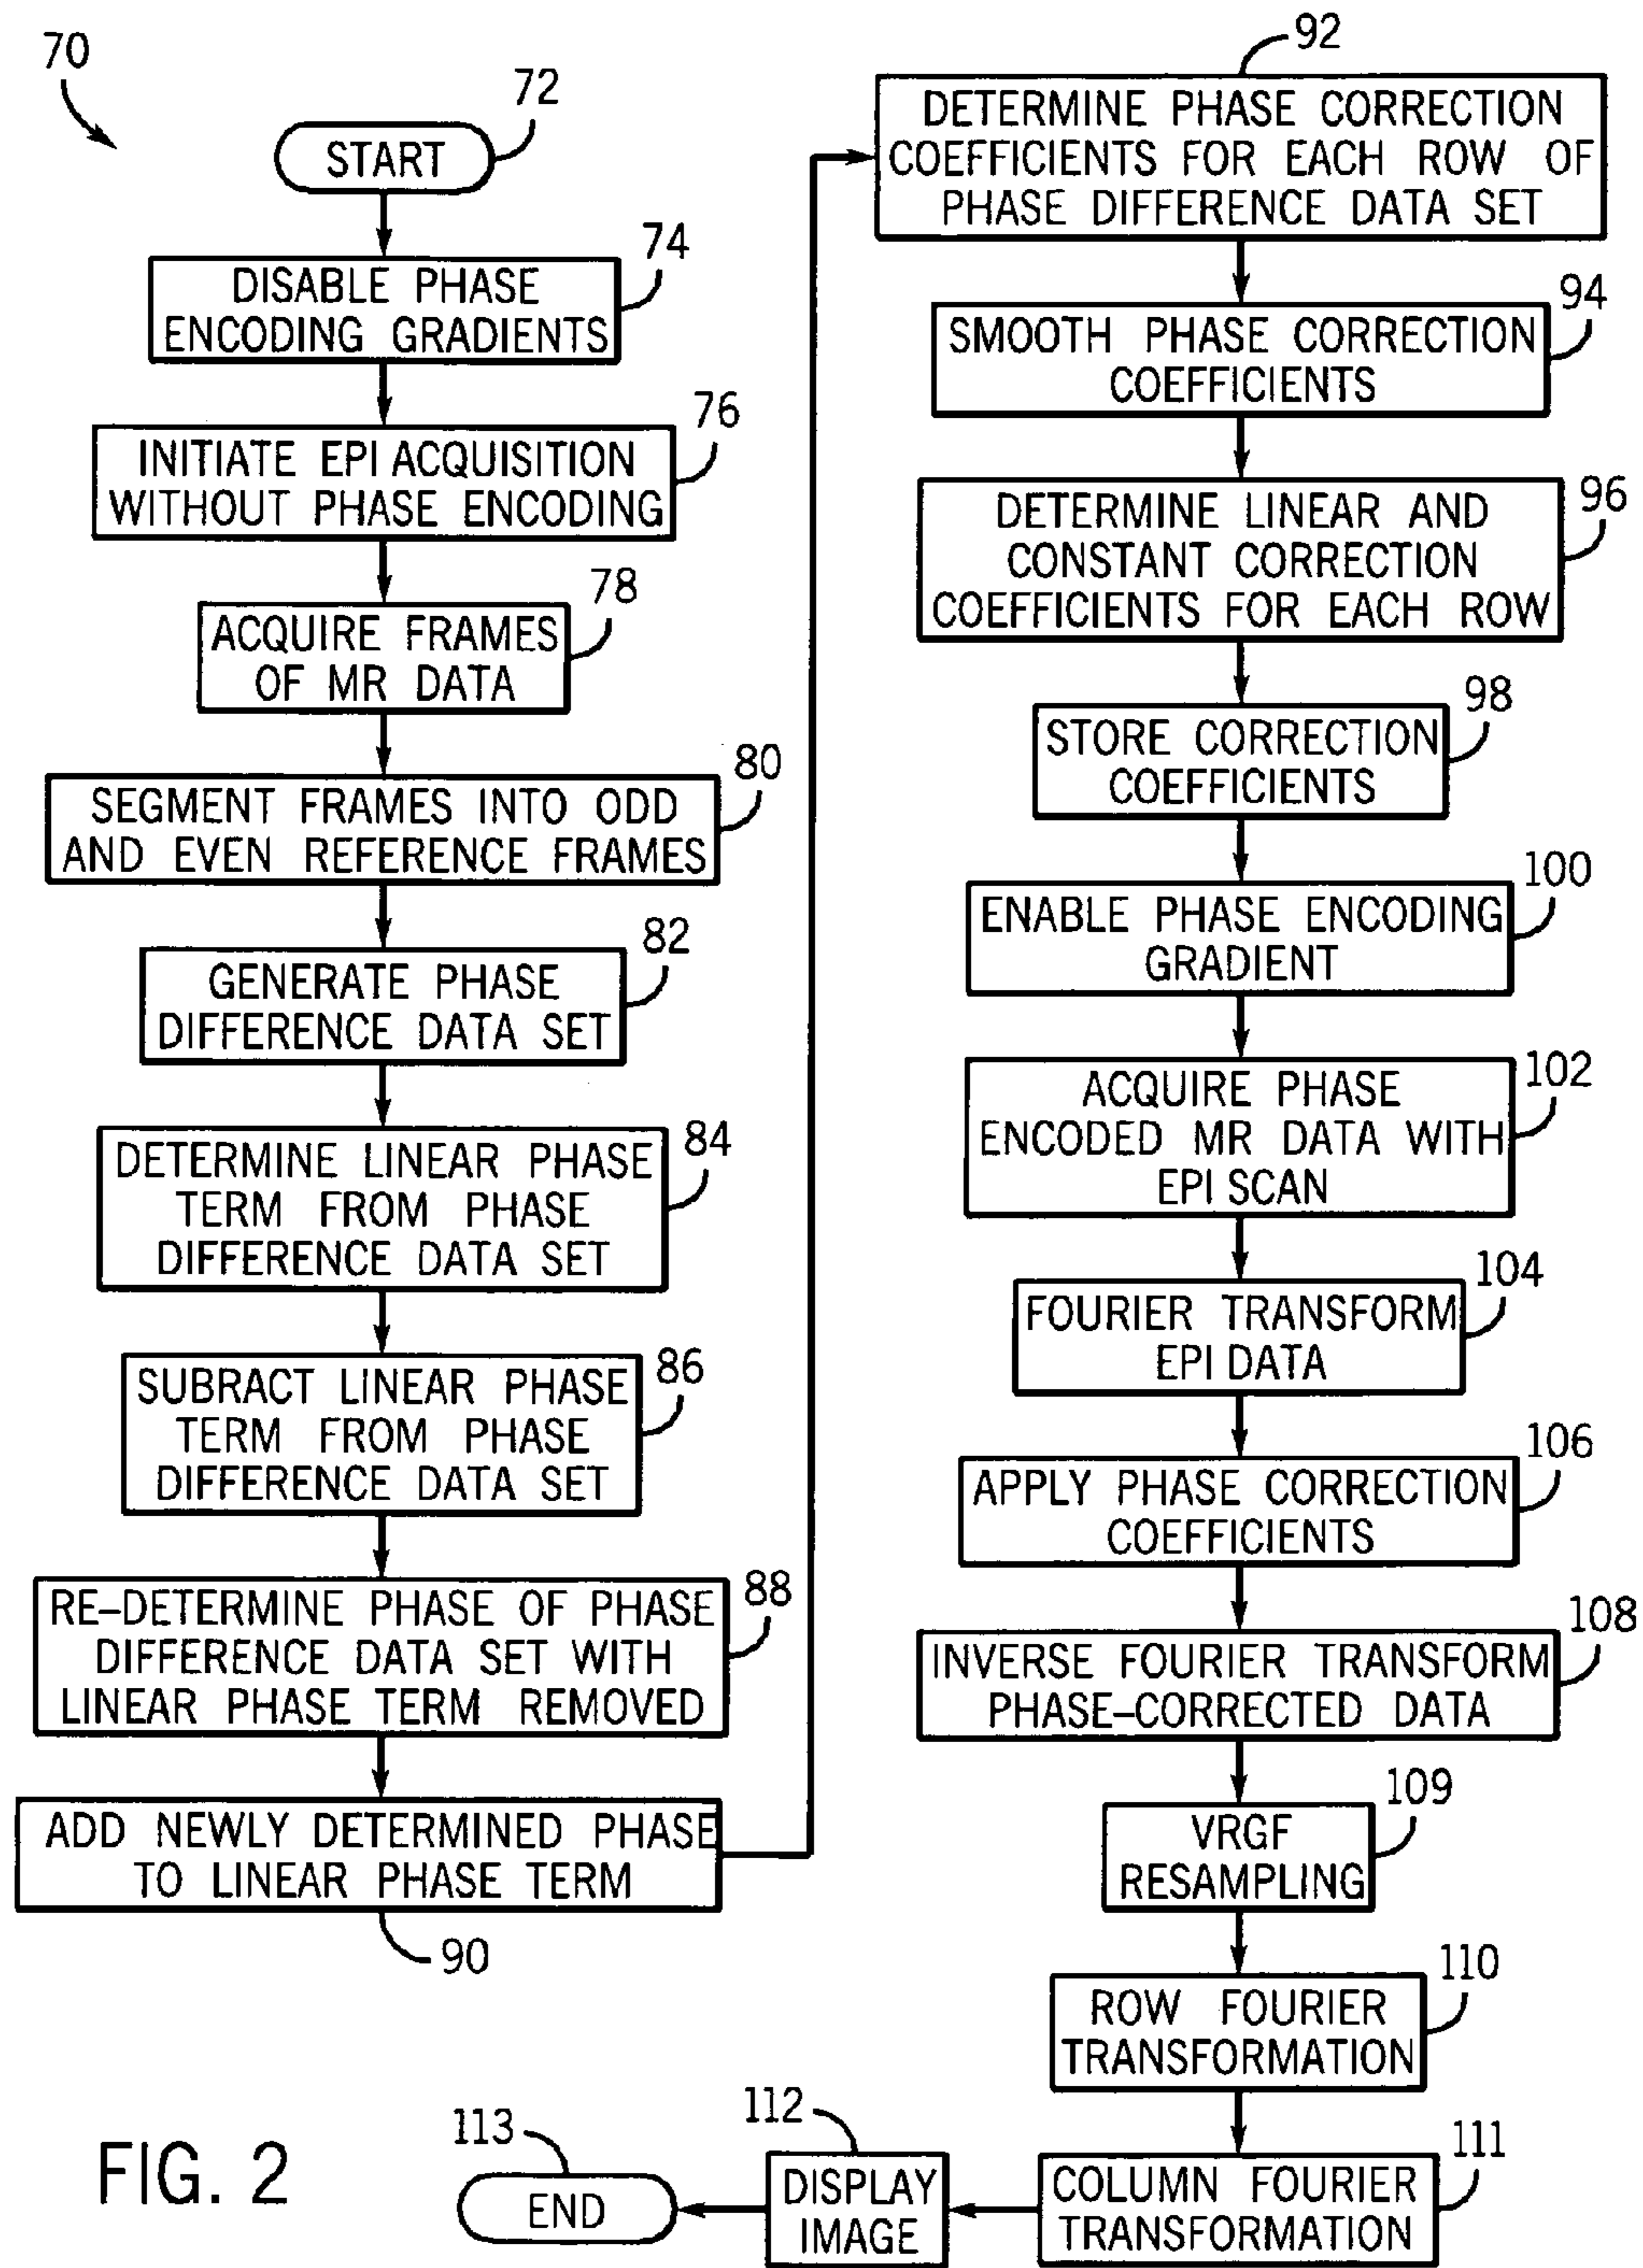 70
72
START
74
DISABLE PHASE
ENCODING GRADIENTS
76
INITIATE EPI ACQUISITION
WITHOUT PHASE ENCODING
78
ACQUIRE FRAMES
OF MR DATA
80
SEGMENT FRAMES INTO ODD
AND EVEN REFERENCE FRAMES
82
GENERATE PHASE
DIFFERENCE DATA SET
84
DETERMINE LINEAR PHASE
TERM FROM PHASE
DIFFERENCE DATA SET
86
SUBRACT LINEAR PHASE
TERM FROM PHASE
DIFFERENCE DATA SET
88
RE-DETERMINE PHASE OF PHASE
DIFFERENCE DATA SET WITH
LINEAR PHASE TERM REMOVED
ADD NEWLY DETERMINED PHASE
TO LINEAR PHASE TERM
90
92
DETERMINE PHASE CORRECTION
COEFFICIENTS FOR EACH ROW OF
PHASE DIFFERENCE DATA SET
94
SMOOTH PHASE CORRECTION
COEFFICIENTS
96
DETERMINE LINEAR AND
CONSTANT CORRECTION
COEFFICIENTS FOR EACH ROW
98
STORE CORRECTION
COEFFICIENTS
100
ENABLE PHASE ENCODING
GRADIENT
102
ACQUIRE PHASE
ENCODED MR DATA WITH
EPI SCAN
104
FOURIER TRANSFORM
EPI DATA
106
APPLY PHASE CORRECTION
COEFFICIENTS
108
INVERSE FOURIER TRANSFORM
PHASE-CORRECTED DATA
109
VRGF
RESAMPLING
110
ROW FOURIER
TRANSFORMATION
111
COLUMN FOURIER
TRANSFORMATION
112
DISPLAY
IMAGE
113
END
FIG. 2